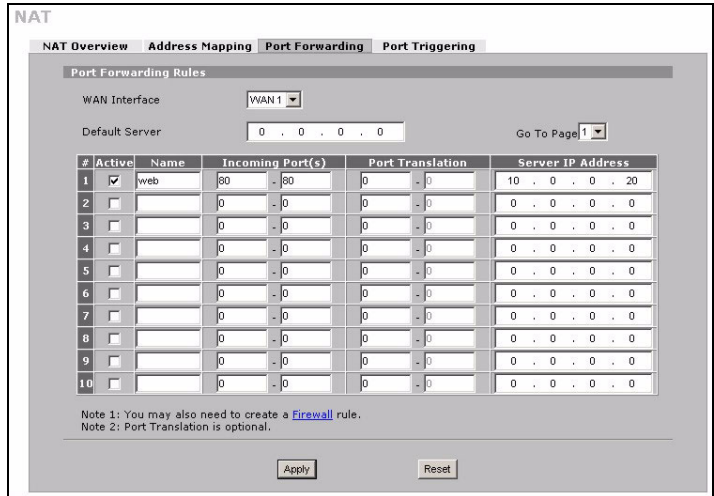 NAT
NAT Overview Address Mapping Port Forwarding Port Triggering
Port Forwarding Rules
WAN Interface WAN 1
Default Server 0 . 0 . 0 . 0 Go To Page 1
# Active Name Incoming Port(s) Port Translation Server IP Address
1 web 80 - 80 0 - 0 10 . 0 . 0 . 20
2 0 - 0 0 - 0 0 . 0 . 0 . 0
3 0 - 0 0 - 0 0 . 0 . 0 . 0
4 0 - 0 0 - 0 0 . 0 . 0 . 0
5 0 - 0 0 - 0 0 . 0 . 0 . 0
6 0 - 0 0 - 0 0 . 0 . 0 . 0
7 0 - 0 0 - 0 0 . 0 . 0 . 0
8 0 - 0 0 - 0 0 . 0 . 0 . 0
9 0 - 0 0 - 0 0 . 0 . 0 . 0
10 0 - 0 0 - 0 0 . 0 . 0 . 0
Note 1: You may also need to create a Firewall rule.
Note 2: Port Translation is optional.
Apply Reset